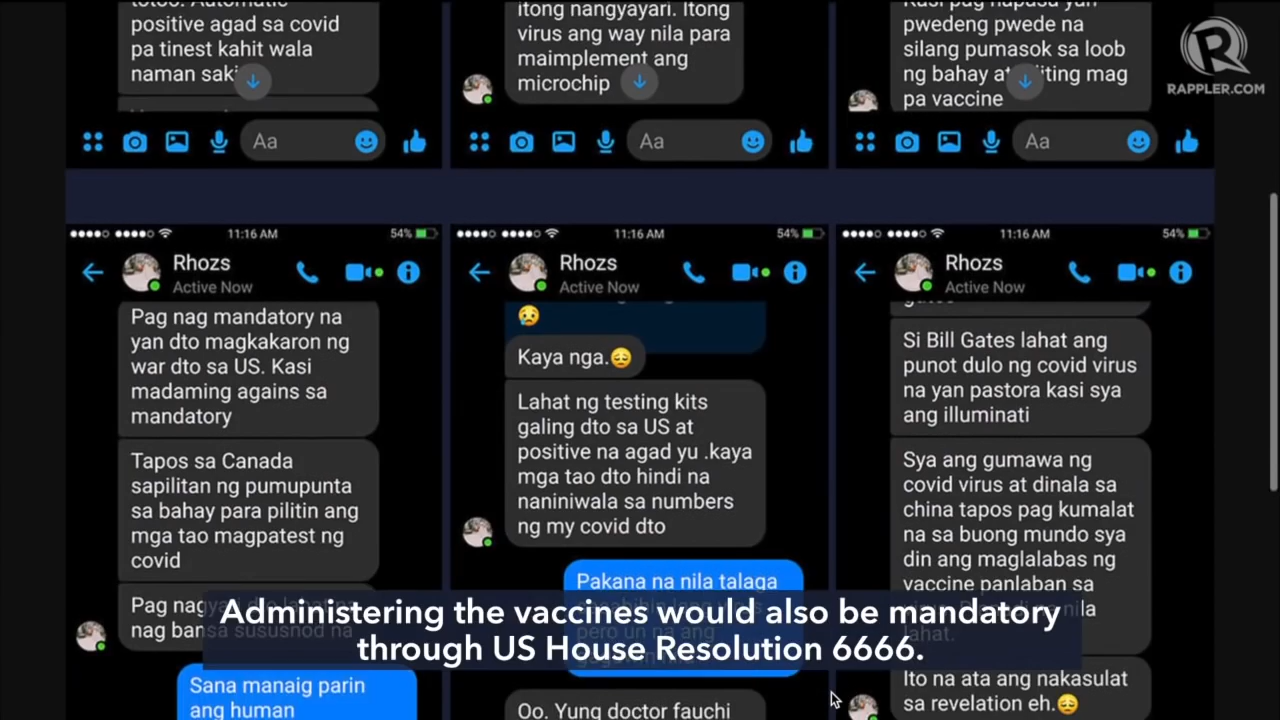 positive agad sa covid
pa tinest kahit wala
naman saki
Aa
itong nangyayari. Itong
virus ang way nila para
maimplement ang
microchip
Aa
pwedeng pwede na
silang pumasok sa loob
ng bahay at
pa vaccine
Aa
R
RAPPLER.COM
11:16 AM
54%
Rhozs
Active Now
Pag nag mandatory na
yan dto magkakaron ng
war dto sa US. Kasi
madaming agains sa
mandatory
Tapos sa Canada
sapilitan ng pumupunta
sa bahay para pilitin ang
mga tao magpatest ng
covid
Sana manaig parin
ang human
11:16 AM
54%
Rhozs
Active Now
Kaya nga.😔
Lahat ng testing kits
galing dto sa US at
positive na agad yu .kaya
mga tao dto hindi na
naniniwala sa numbers
ng my covid dto
Pakana na nila talaga
Oo. Yung doctor fauchi
11:16 AM
54%
Rhozs
Active Now
Si Bill Gates lahat ang
punot dulo ng covid virus
na yan pastora kasi sya
ang illuminati
Sya ang gumawa ng
covid virus at dinala sa
china tapos pag kumalat
na sa buong mundo sya
din ang maglalabas ng
vaccine panlaban sa
Ito na ata ang nakasulat
sa revelation eh.😔
Administering the vaccines would also be mandatory
through US House Resolution 6666.